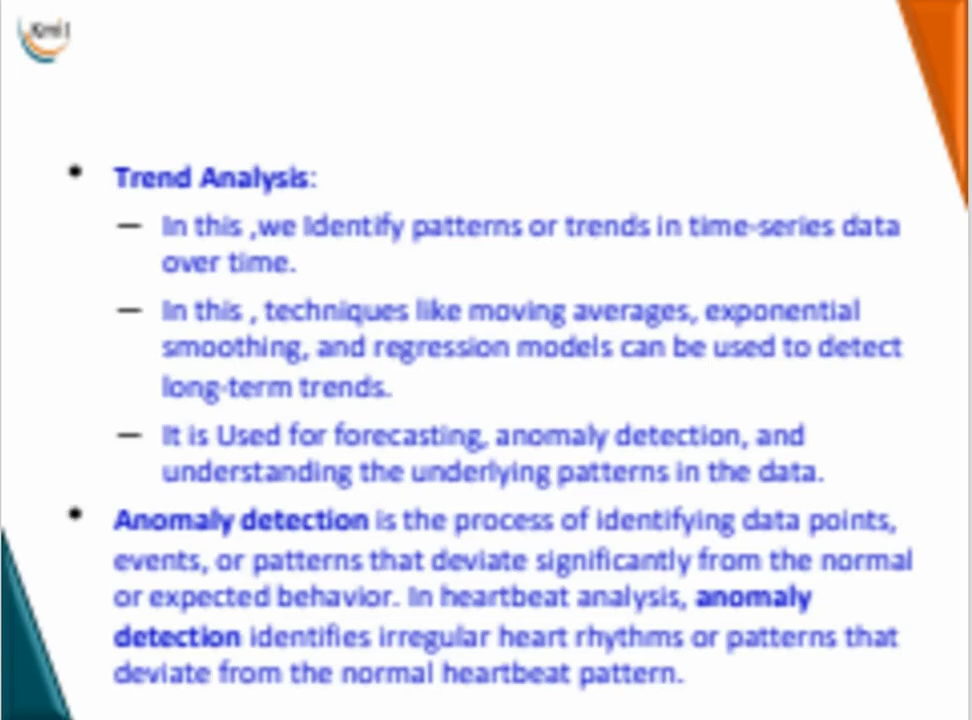 • Trend Analysis:
— In this ,we Identify patterns or trends in time-series data
over time.
— In this , techniques like moving averages, exponential
smoothing, and regression models can be used to detect
long-term trends.
— It is Used for forecasting, anomaly detection, and
understanding the underlying patterns in the data.
• Anomaly detection is the process of identifying data points,
events, or patterns that deviate significantly from the normal
or expected behavior. In heartbeat analysis, anomaly
detection identifies irregular heart rhythms or patterns that
deviate from the normal heartbeat pattern.